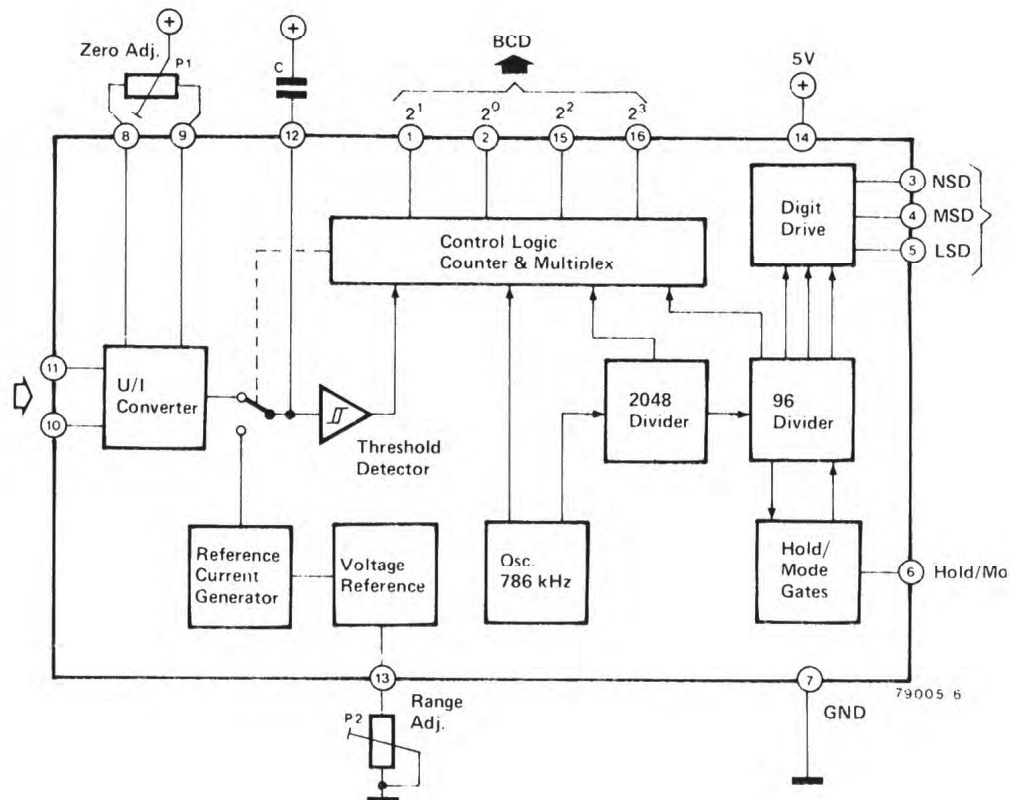 BCD
5V
Zero Adj.
P1
C
2¹
2⁰
2²
2³
8
9
12
1
2
15
16
14
Digit
Drive
3
NSD
4
MSD
5
LSD
Control Logic
Counter & Multiplex
11
10
U/I
Converter
Threshold
Detector
2048
Divider
96
Divider
Reference
Current
Generator
Voltage
Reference
Osc.
786 kHz
Hold/
Mode
Gates
6
Hold/Mo
13
Range
Adj.
P2
7
GND
79005 6